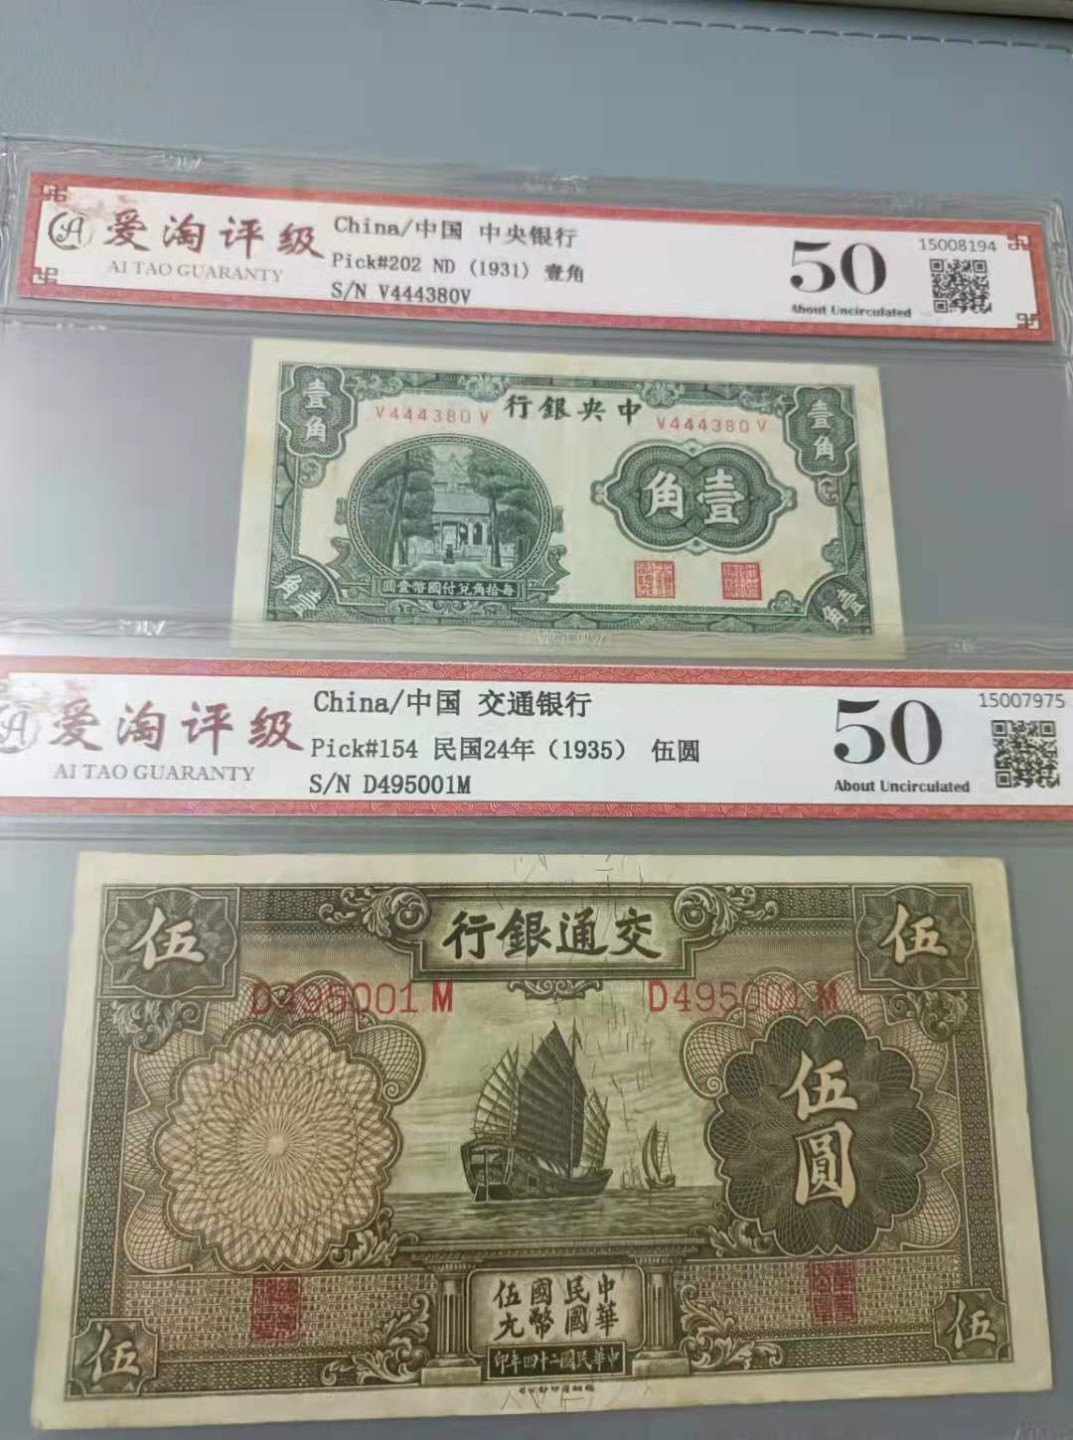 爱淘评级
AI TAO GUARANTY
China/中国 中央银行
Pick#202 ND (1931) 壹角
S/N V444380V
50
About Uncirculated
15008194
壹角
行銀央中
壹角
V444380V
V444380V
角壹
圓壹幣國付兌角拾每
角壹
角壹
爱淘评级
AI TAO GUARANTY
China/中国 交通银行
Pick#154 民国24年（1935） 伍圆
S/N D495001M
50
About Uncirculated
15007975
伍
行銀通交
伍
D495001M
D495001M
伍圓
伍國民中
元幣國華
印年四十二國民華中
伍
伍